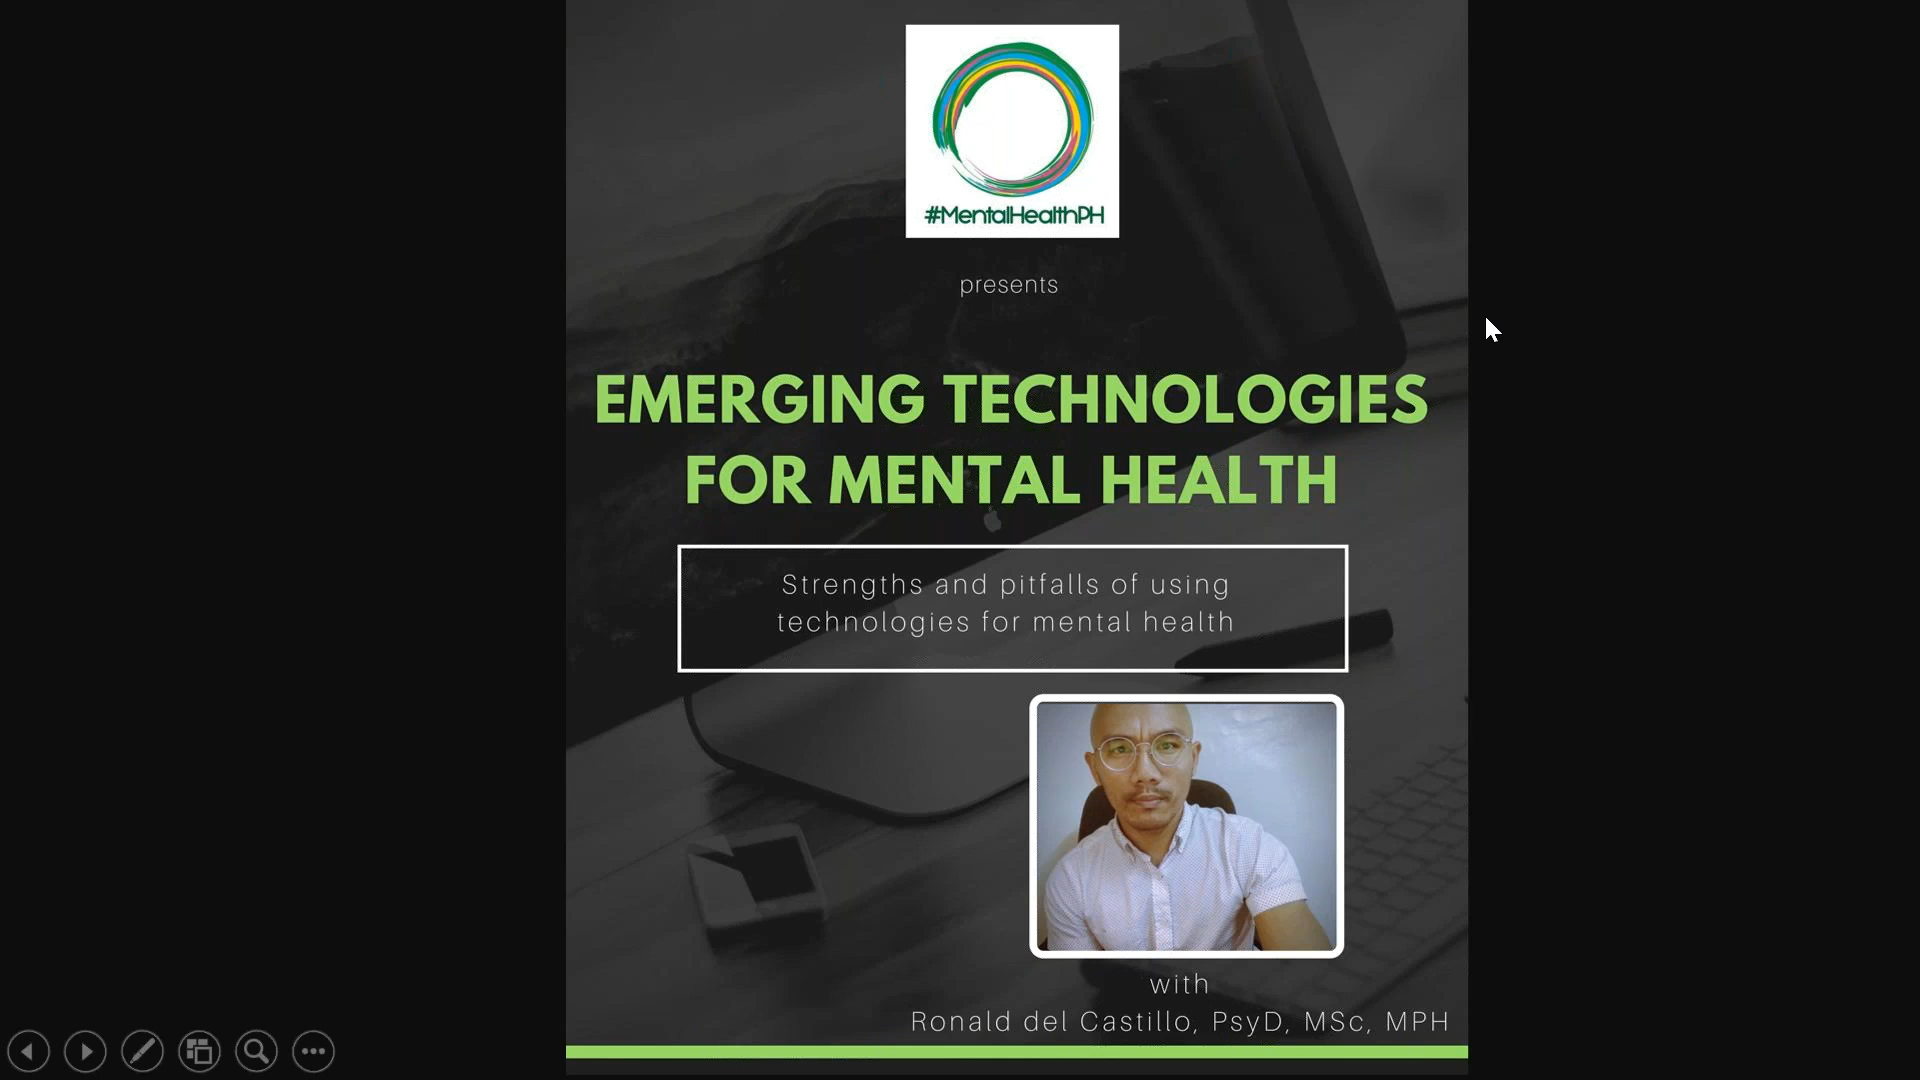 #MentalHealthPH
presents
EMERGING TECHNOLOGIES
FOR MENTAL HEALTH
Strengths and pitfalls of using
technologies for mental health
with
Ronald del Castillo, PsyD, MSc, MPH